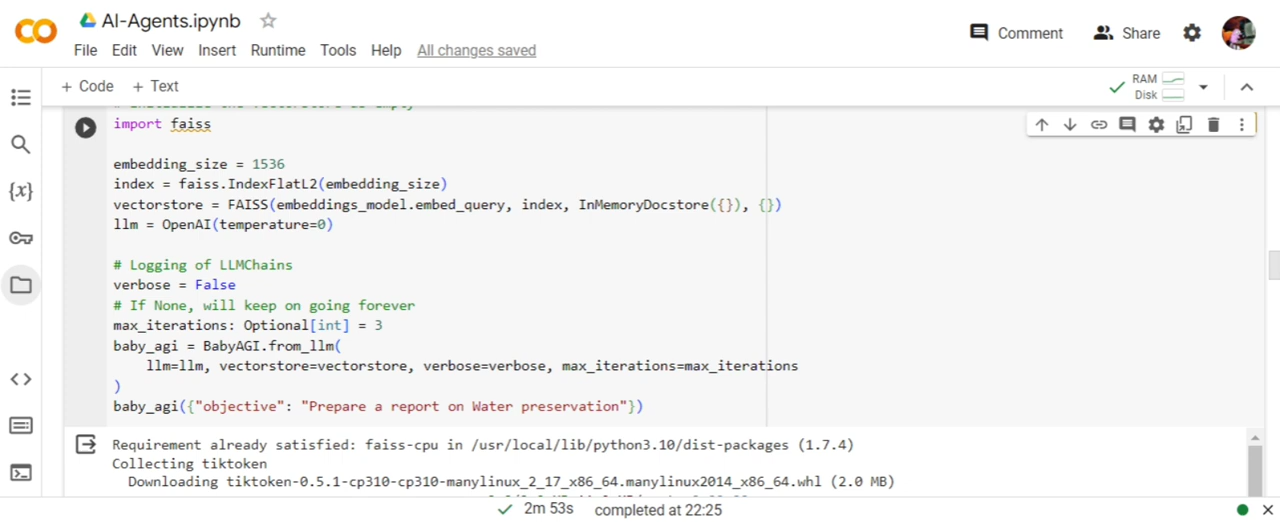 AI-Agents.ipynb
File Edit View Insert Runtime Tools Help All changes saved
Comment
Share
+ Code + Text
RAM
Disk
import faiss
embedding_size = 1536
index = faiss.IndexFlatL2(embedding_size)
vectorstore = FAISS(embeddings_model.embed_query, index, InMemoryDocstore({}), {})
llm = OpenAI(temperature=0)
# Logging of LLMChains
verbose = False
# If None, will keep on going forever
max_iterations: Optional[int] = 3
baby_agi = BabyAGI.from_llm(
llm=llm, vectorstore=vectorstore, verbose=verbose, max_iterations=max_iterations
)
baby_agi({"objective": "Prepare a report on Water preservation"})
Requirement already satisfied: faiss-cpu in /usr/local/lib/python3.10/dist-packages (1.7.4)
Collecting tiktoken
Downloading tiktoken-0.5.1-cp310-cp310-manylinux_2_17_x86_64.manylinux2014_x86_64.whl (2.0 MB)
2m 53s completed at 22:25